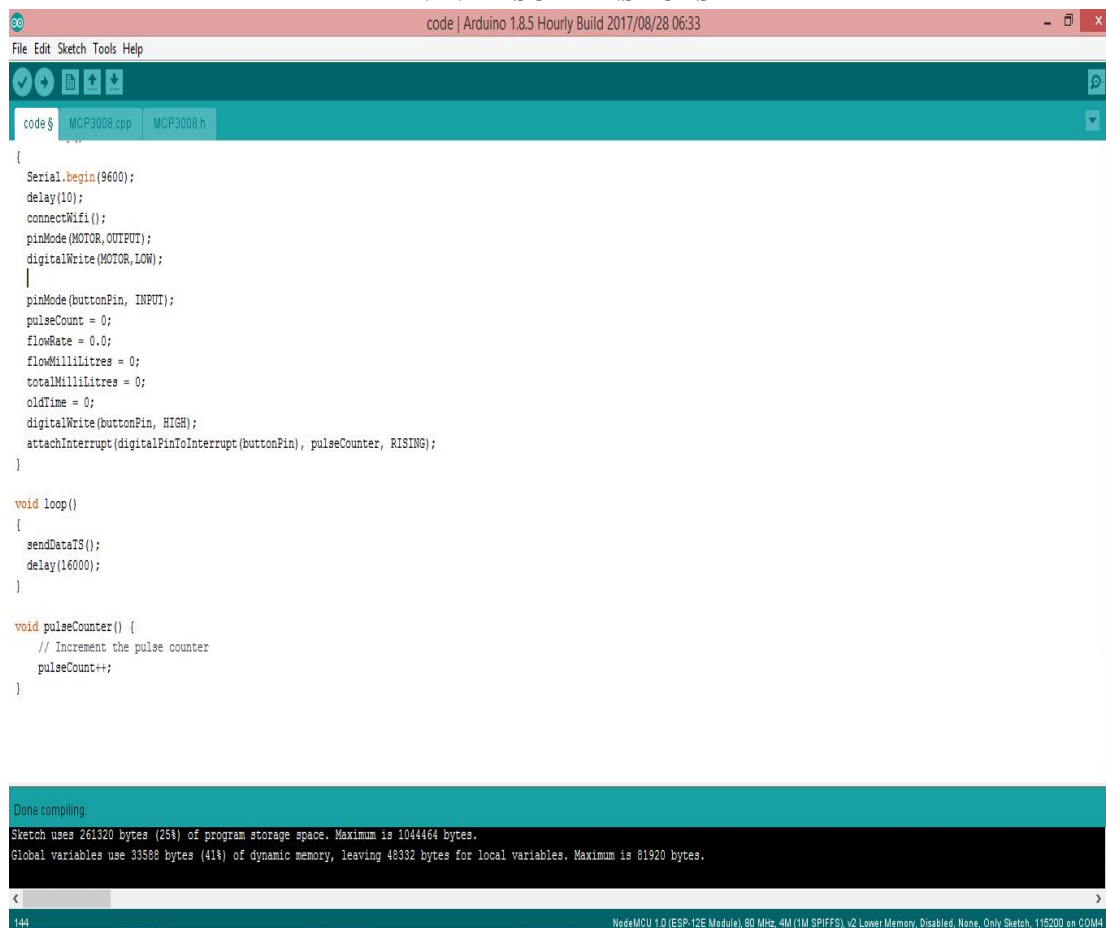 code | Arduino 1.8.5 Hourly Build 2017/08/28 06:33
File Edit Sketch Tools Help
code § MCP3008.cpp MCP3008.h
{
Serial.begin(9600);
delay(10);
connectWifi();
pinMode(MOTOR,OUTPUT);
digitalWrite(MOTOR,LOW);
pinMode(buttonPin, INPUT);
pulseCount = 0;
flowRate = 0.0;
flowMilliLitres = 0;
totalMilliLitres = 0;
oldTime = 0;
digitalWrite(buttonPin, HIGH);
attachInterrupt(digitalPinToInterrupt(buttonPin), pulseCounter, RISING);
}
void loop()
{
sendDataTS();
delay(16000);
}
void pulseCounter() {
// Increment the pulse counter
pulseCount++;
}
Done compiling.
Sketch uses 261320 bytes (25%) of program storage space. Maximum is 1044464 bytes.
Global variables use 33588 bytes (41%) of dynamic memory, leaving 48332 bytes for local variables. Maximum is 81920 bytes.
144 NodeMCU 1.0 (ESP-12E Module), 80 MHz, 4M (1M SPIFFS), v2 Lower Memory, Disabled, None, Only Sketch, 115200 on COM4